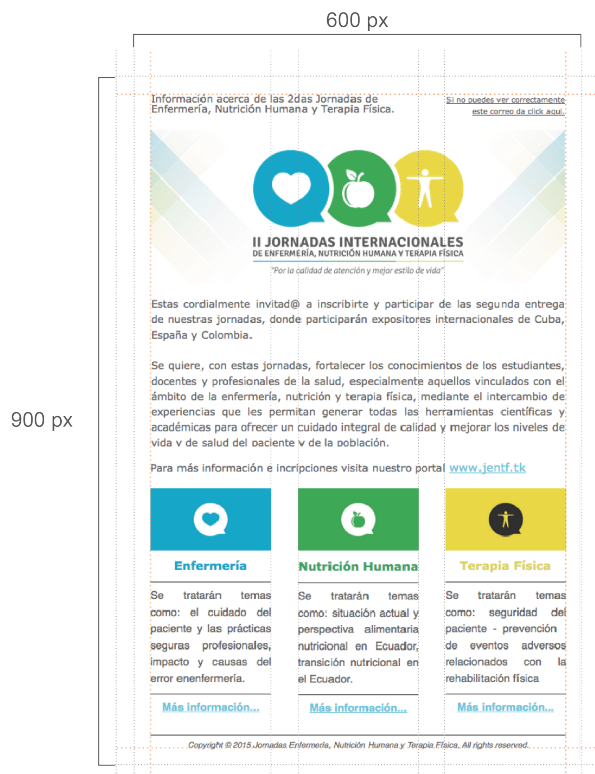 600 px
Información acerca de las 2das Jornadas de
Enfermería, Nutrición Humana y Terapia Física.
Si no puedes ver correctamente
este correo da click aqui.
II JORNADAS INTERNACIONALES
DE ENFERMERÍA, NUTRICIÓN HUMANA Y TERAPIA FÍSICA
"Por la calidad de atención y mejor estilo de vida"
Estas cordialmente invitad@ a inscribirte y participar de las segunda entrega
de nuestras jornadas, donde participarán expositores internacionales de Cuba,
España y Colombia.
Se quiere, con estas jornadas, fortalecer los conocimientos de los estudiantes,
docentes y profesionales de la salud, especialmente aquellos vinculados con el
ámbito de la enfermería, nutrición y terapia física, mediante el intercambio de
experiencias que les permitan generar todas las herramientas científicas y
académicas para ofrecer un cuidado integral de calidad y mejorar los niveles de
vida y de salud del paciente y de la población.
900 px
Para más información e incripciones visita nuestro portal www.jentf.tk
Enfermería
Se tratarán temas
como: el cuidado del
paciente y las prácticas
seguras profesionales,
impacto y causas del
error enenfermería.
Más información...
Nutrición Humana
Se tratarán temas
como: situación actual y
perspectiva alimentaria
nutricional en Ecuador,
transición nutricional en
el Ecuador.
Más información...
Terapia Física
Se tratarán temas
como: seguridad del
paciente - prevención
de eventos adversos
relacionados con la
rehabilitación física
Más información...
Copyright © 2015 Jornadas Enfermería, Nutrición Humana y Terapia Física, All rights reserved.